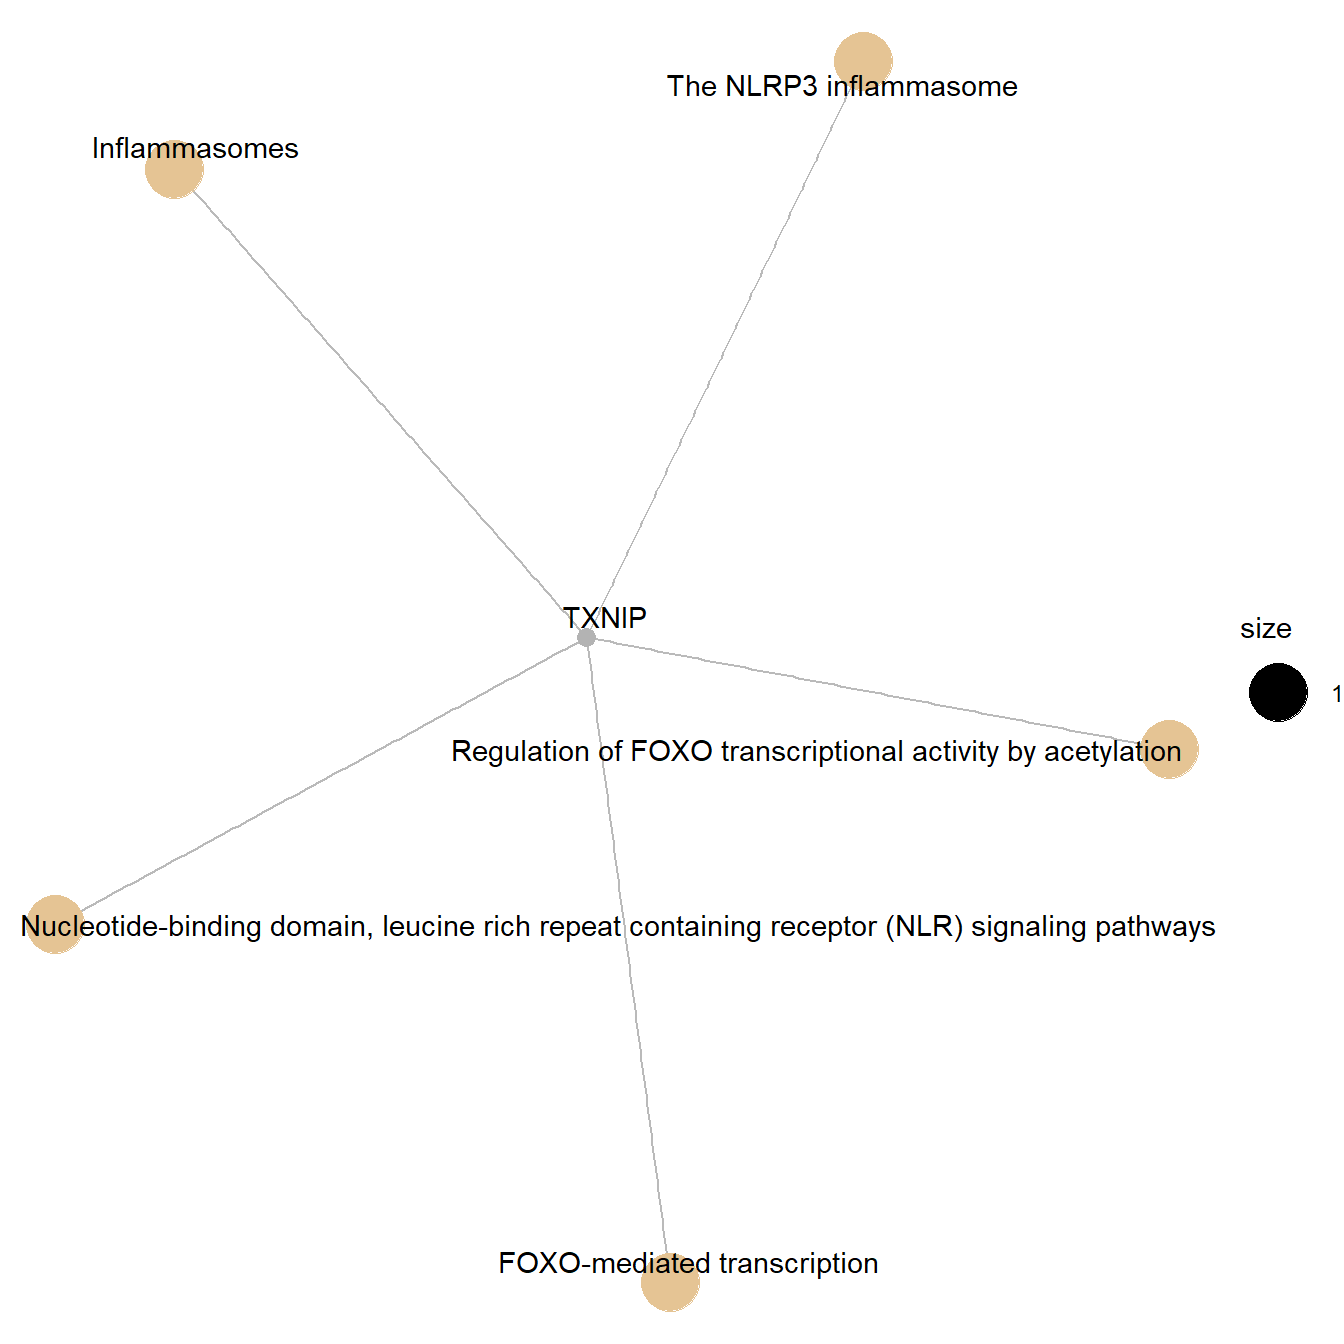 The NLRP3 inflammasome
Inflammasomes
TXNIP
size
1
Regulation of FOXO transcriptional activity by acetylation
Nucleotide-binding domain, leucine rich repeat containing receptor (NLR) signaling pathways
FOXO-mediated transcription